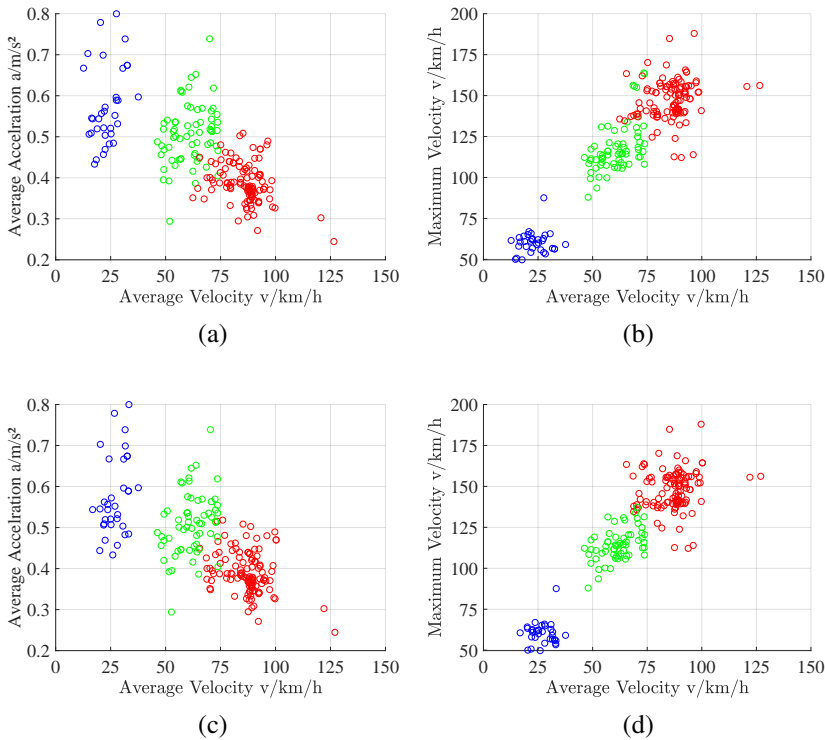 0.8
0.7
0.6
0.5
0.4
0.3
0.2
0 25 50 75 100 125 150
Average Accelration a/m/s²
Average Velocity v/km/h
(a)
200
175
150
125
100
75
50
0 25 50 75 100 125 150
Maximum Velocity v/km/h
Average Velocity v/km/h
(b)
0.8
0.7
0.6
0.5
0.4
0.3
0.2
0 25 50 75 100 125 150
Average Accelration a/m/s²
Average Velocity v/km/h
(c)
200
175
150
125
100
75
50
0 25 50 75 100 125 150
Maximum Velocity v/km/h
Average Velocity v/km/h
(d)